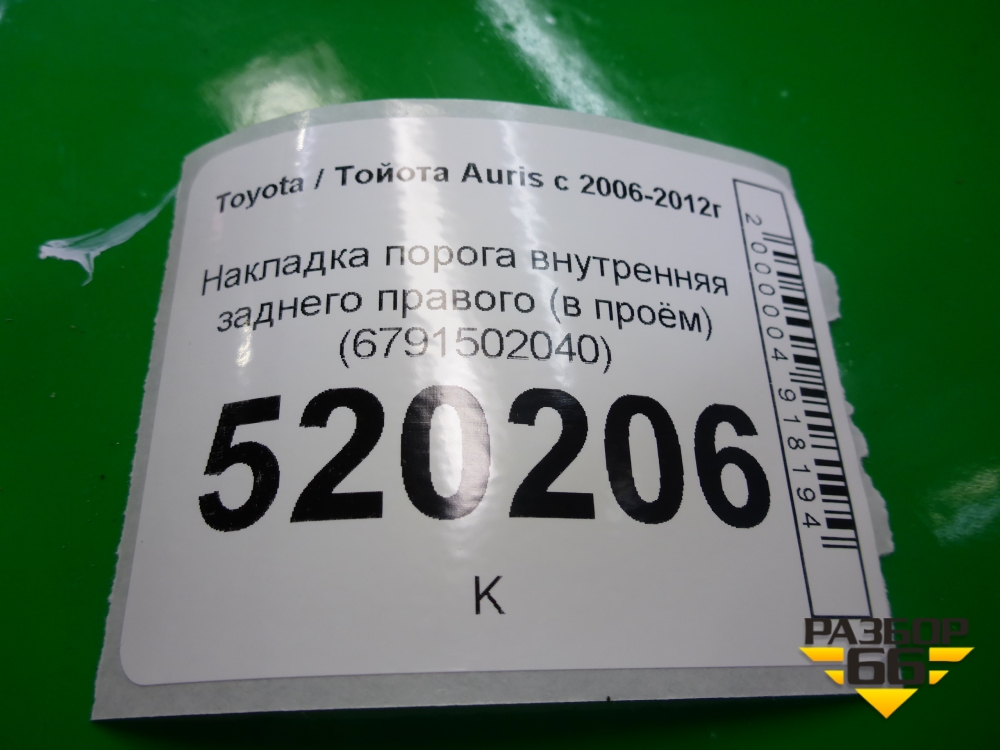 Toyota / Тойота Auris с 2006-2012г
Накладка порога внутренняя
заднего правого (в проём)
(6791502040)
520206
К
2000004918194
РАЗБОР
66